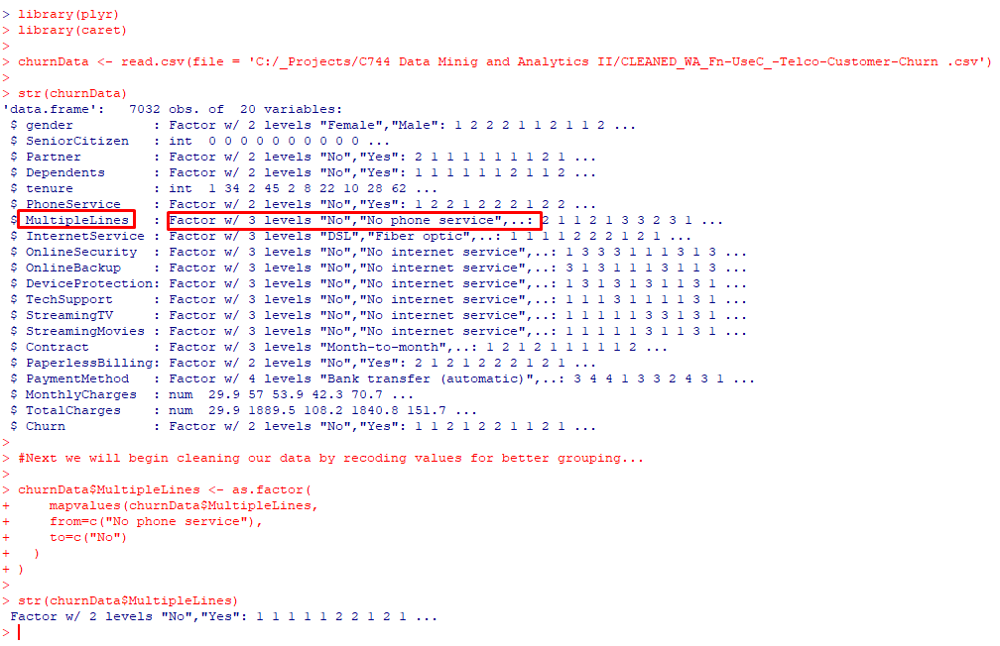 > library(plyr)
> library(caret)
>
> churnData <- read.csv(file = 'C:/_Projects/C744 Data Minig and Analytics II/CLEANED_WA_Fn-UseC_-Telco-Customer-Churn .csv')
>
> str(churnData)
'data.frame':   7032 obs. of  20 variables:
 $ gender          : Factor w/ 2 levels "Female","Male": 1 2 2 2 1 1 2 1 1 2 ...
 $ SeniorCitizen   : int  0 0 0 0 0 0 0 0 0 0 ...
 $ Partner         : Factor w/ 2 levels "No","Yes": 2 1 1 1 1 1 1 1 2 1 ...
 $ Dependents      : Factor w/ 2 levels "No","Yes": 1 1 1 1 1 1 2 1 1 2 ...
 $ tenure          : int  1 34 2 45 2 8 22 10 28 62 ...
 $ PhoneService    : Factor w/ 2 levels "No","Yes": 1 2 2 1 2 2 2 1 2 2 ...
 $ MultipleLines   : Factor w/ 3 levels "No","No phone service",..: 2 1 1 2 1 3 3 2 3 1 ...
 $ InternetService : Factor w/ 3 levels "DSL","Fiber optic",..: 1 1 1 1 2 2 2 1 2 1 ...
 $ OnlineSecurity  : Factor w/ 3 levels "No","No internet service",..: 1 3 3 3 1 1 1 3 1 3 ...
 $ OnlineBackup    : Factor w/ 3 levels "No","No internet service",..: 3 1 3 1 1 1 3 1 1 3 ...
 $ DeviceProtection: Factor w/ 3 levels "No","No internet service",..: 1 3 1 3 1 3 1 1 3 1 ...
 $ TechSupport     : Factor w/ 3 levels "No","No internet service",..: 1 1 1 3 1 1 1 1 3 1 ...
 $ StreamingTV     : Factor w/ 3 levels "No","No internet service",..: 1 1 1 1 1 3 3 1 3 1 ...
 $ StreamingMovies : Factor w/ 3 levels "No","No internet service",..: 1 1 1 1 1 3 1 1 3 1 ...
 $ Contract        : Factor w/ 3 levels "Month-to-month",..: 1 2 1 2 1 1 1 1 1 2 ...
 $ PaperlessBilling: Factor w/ 2 levels "No","Yes": 2 1 2 1 2 2 2 1 2 1 ...
 $ PaymentMethod   : Factor w/ 4 levels "Bank transfer (automatic)",..: 3 4 4 1 3 3 2 4 3 1 ...
 $ MonthlyCharges  : num  29.9 57 53.9 42.3 70.7 ...
 $ TotalCharges    : num  29.9 1889.5 108.2 1840.8 151.7 ...
 $ Churn           : Factor w/ 2 levels "No","Yes": 1 1 2 1 2 2 1 1 2 1 ...
>
> #Next we will begin cleaning our data by recoding values for better grouping...
>
> churnData$MultipleLines <- as.factor(
+     mapvalues(churnData$MultipleLines,
+     from=c("No phone service"),
+     to=c("No")
+   )
+ )
>
> str(churnData$MultipleLines)
 Factor w/ 2 levels "No","Yes": 1 1 1 1 1 2 2 1 2 1 ...
>